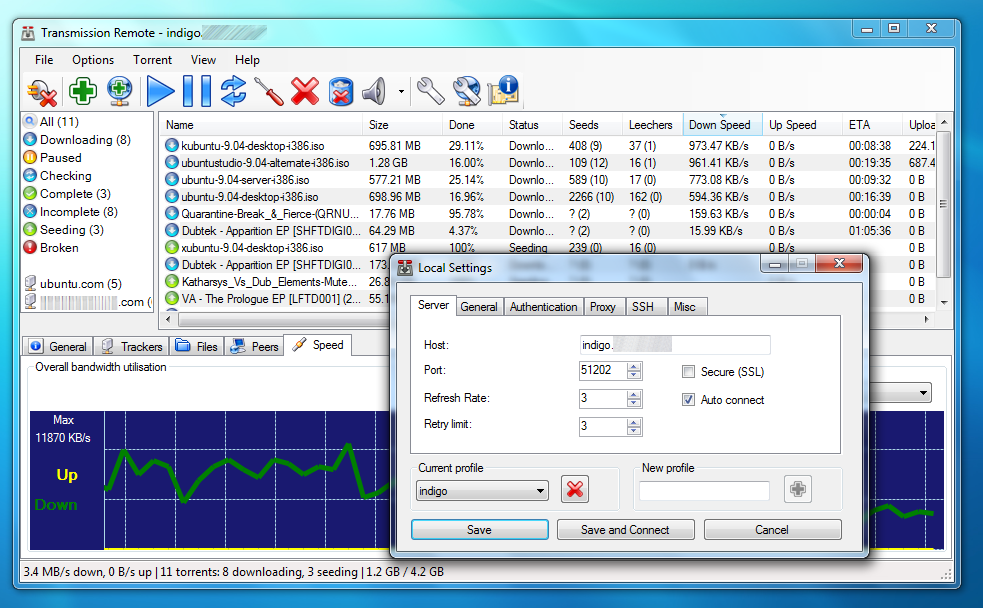 Transmission Remote - indigo.
File Options Torrent View Help
All (11)
Downloading (8)
Paused
Checking
Complete (3)
Incomplete (8)
Seeding (3)
Broken
ubuntu.com (5)
.com (
Name Size Done Status Seeds Leechers Down Speed Up Speed ETA Uploa
kubuntu-9.04-desktop-i386.iso 695.81 MB 29.11% Downlo... 408 (9) 37 (1) 973.47 KB/s 0 B/s 00:08:38 224.1
ubuntustudio-9.04-alternate-i386.iso 1.28 GB 16.00% Downlo... 109 (12) 16 (1) 961.41 KB/s 0 B/s 00:19:35 687.4
ubuntu-9.04-server-i386.iso 577.21 MB 25.14% Downlo... 589 (10) 17 (0) 773.08 KB/s 0 B/s 00:09:32 0 B
ubuntu-9.04-desktop-i386.iso 698.96 MB 16.96% Downlo... 2266 (10) 162 (0) 594.36 KB/s 0 B/s 00:16:39 0 B
Quarantine-Break_&_Fierce-(QRNU... 17.76 MB 95.78% Downlo... ? (2) ? (0) 159.63 KB/s 0 B/s 00:00:04 0 B
Dubtek - Apparition EP [SHFTDIGI0... 64.29 MB 4.37% Downlo... ? (2) ? (0) 15.99 KB/s 0 B/s 01:05:36 0 B
xubuntu-9.04-desktop-i386.iso 617 MB 100% Seeding 239 (0) 16 (0) 0 B/s 0 B
Dubtek - Apparition EP [SHFTDIGI0... 173. 0 B
Katharsys_Vs_Dub_Elements-Mute... 26.8 0 B
VA - The Prologue EP [LFTD001] (2... 55.1 0 B
General Trackers Files Peers Speed
Overall bandwidth utilisation
Max
11870 KB/s
Up
Down
3.4 MB/s down, 0 B/s up | 11 torrents: 8 downloading, 3 seeding | 1.2 GB / 4.2 GB
Local Settings
Server General Authentication Proxy SSH Misc
Host: indigo.
Port: 51202 Secure (SSL)
Refresh Rate: 3 Auto connect
Retry limit: 3
Current profile New profile
indigo
Save Save and Connect Cancel